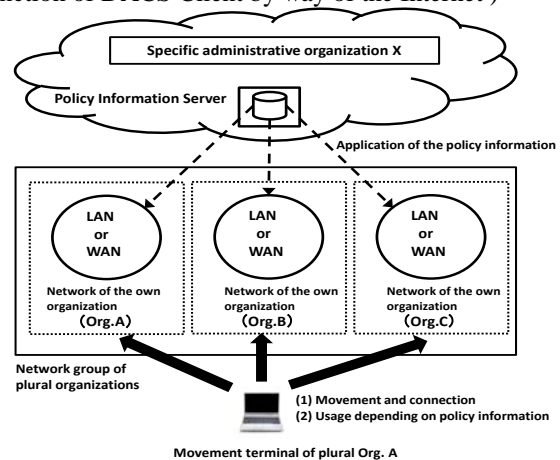 nction of DACS Client by way of the Internet )
Specific administrative organization X
Policy Information Server
Application of the policy information
LAN
or
WAN
LAN
or
WAN
LAN
or
WAN
Network of the own
organization
(Org.A)
Network of the own
organization
(Org.B)
Network of the own
organization
(Org.C)
Network group of
plural organizations
(1) Movement and connection
(2) Usage depending on policy information
Movement terminal of plural Org. A